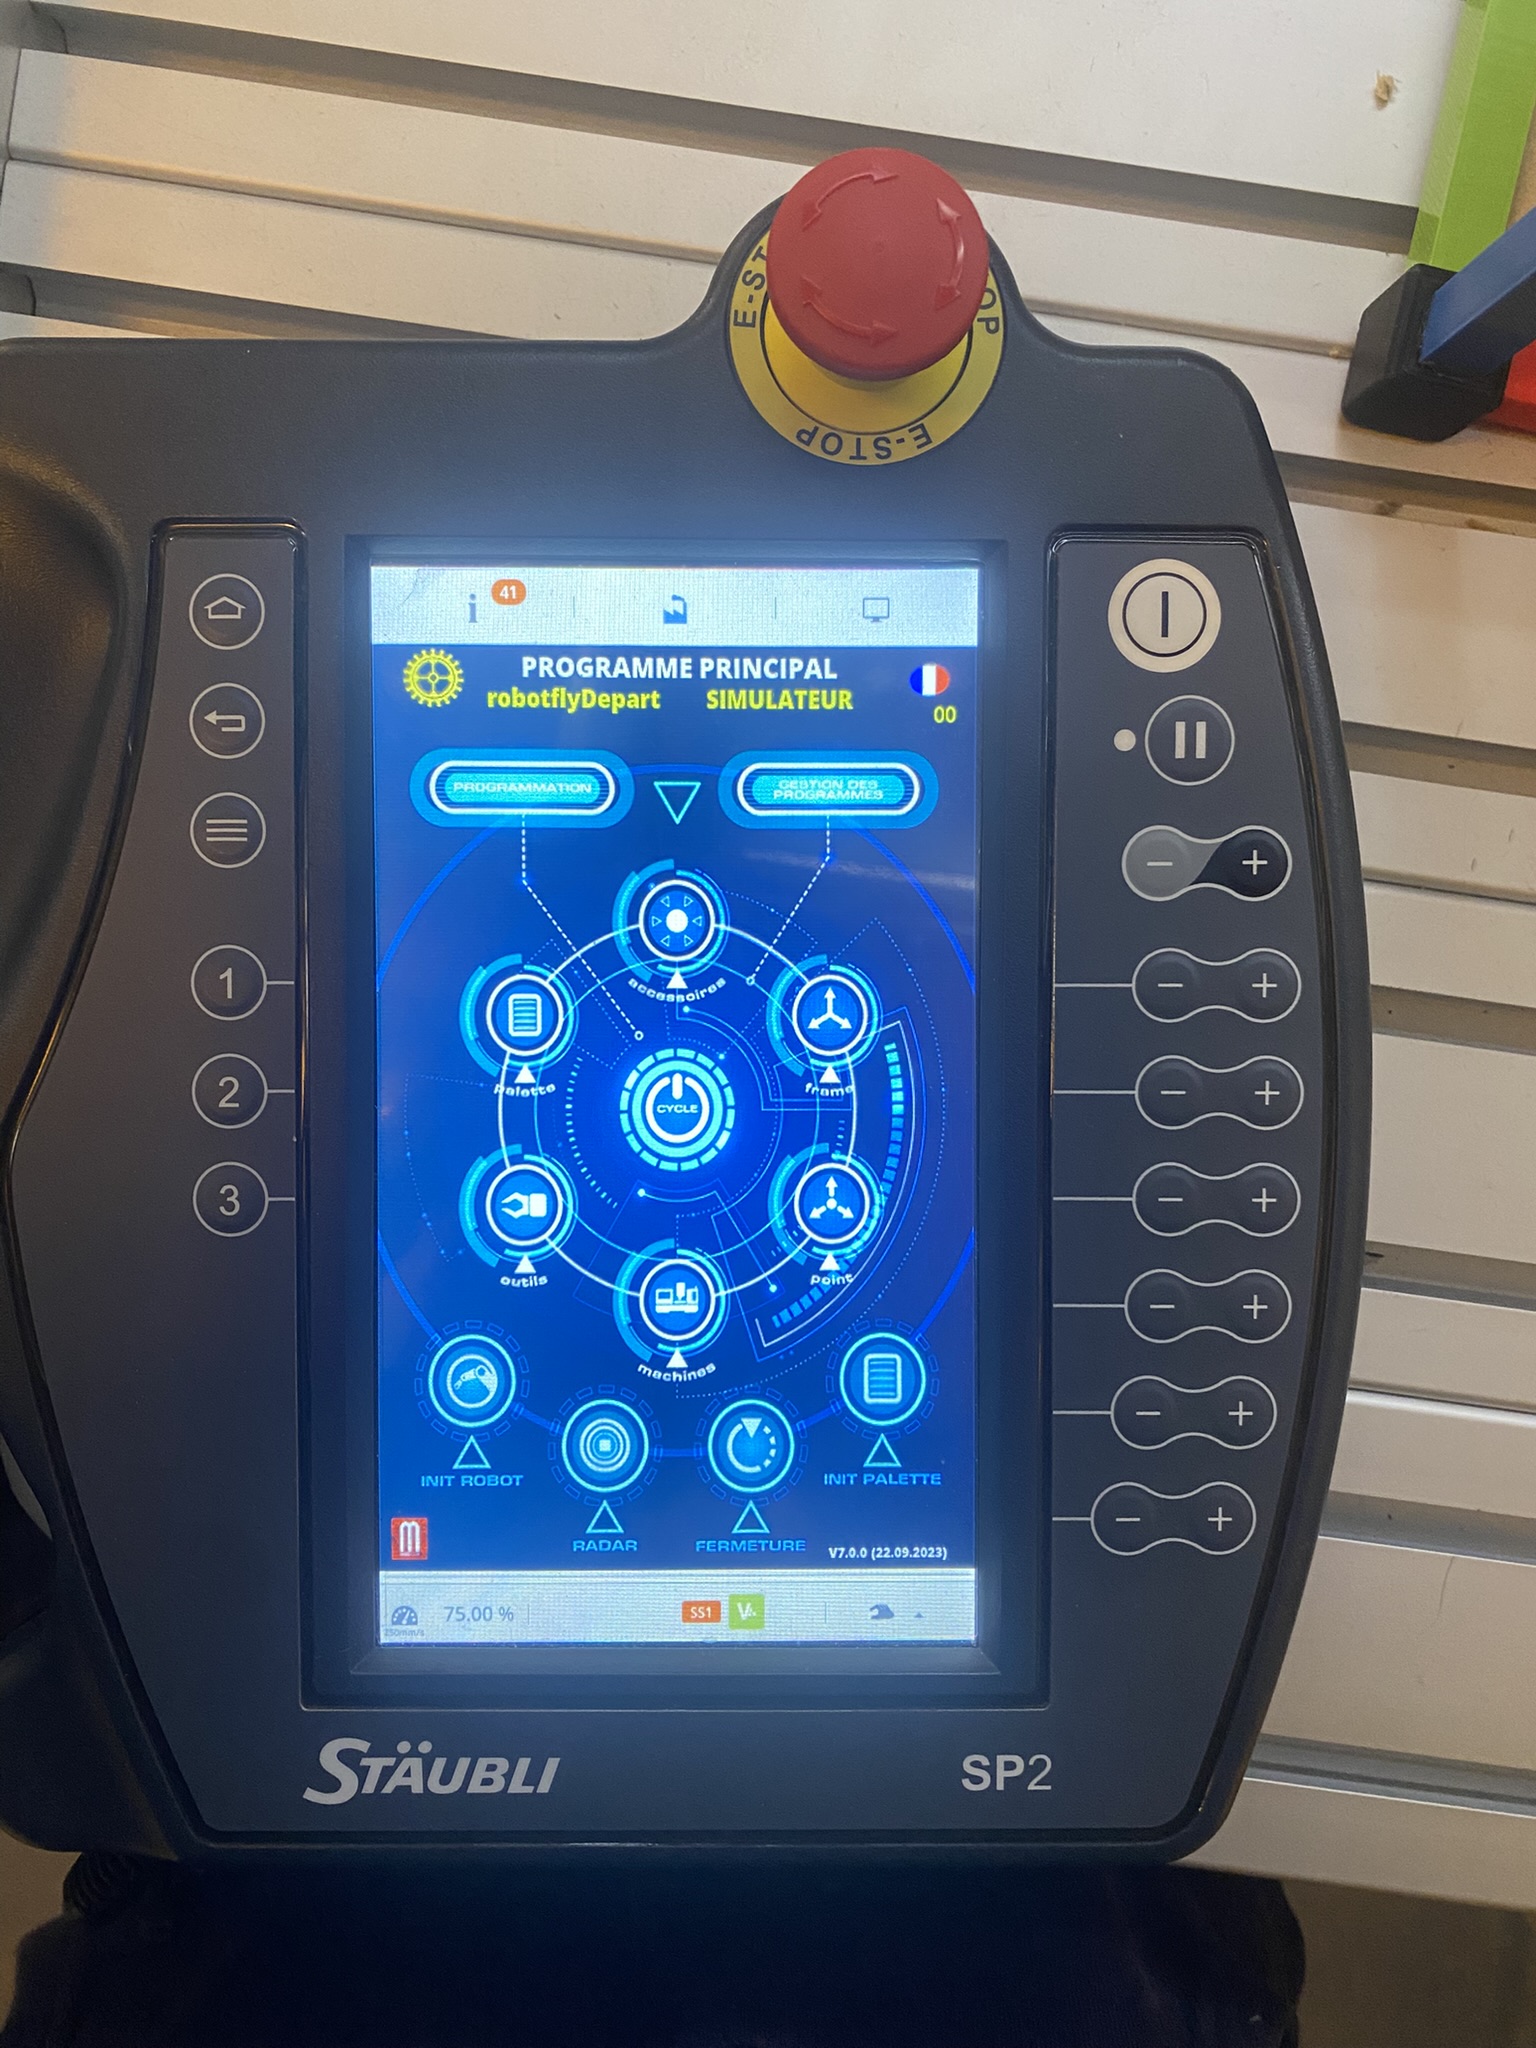 E-STOP
E-STOP
41
PROGRAMME PRINCIPAL
robotflyDepart SIMULATEUR
00
PROGRAMMATION
GESTION DES
PROGRAMMES
accessoires
palette
frame
CYCLE
outils
point
machines
INIT ROBOT
INIT PALETTE
RADAR
FERMETURE
V7.0.0 (22.09.2023)
75.00 %
SS1
250mm/s
1
2
3
STÄUBLI
SP2